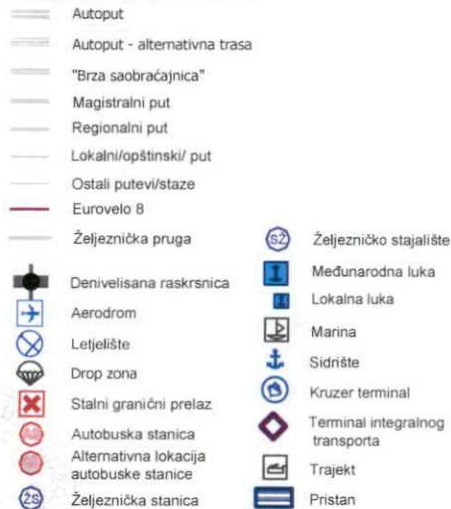 Autoput
Autoput - alternativna trasa
"Brza saobraćajnica"
Magistralni put
Regionalni put
Lokalni/opštinski/ put
Ostali putevi/staze
Eurovelo 8
Željeznička pruga
Denivelisana raskrsnica
Aerodrom
Letjelište
Drop zona
Stalni granični prelaz
Autobuska stanica
Alternativna lokacija
autobuske stanice
ŽS Željeznička stanica
SŽ Željezničko stajalište
Međunarodna luka
Lokalna luka
Marina
Sidrište
Kruzer terminal
Terminal integralnog
transporta
Trajekt
Pristan